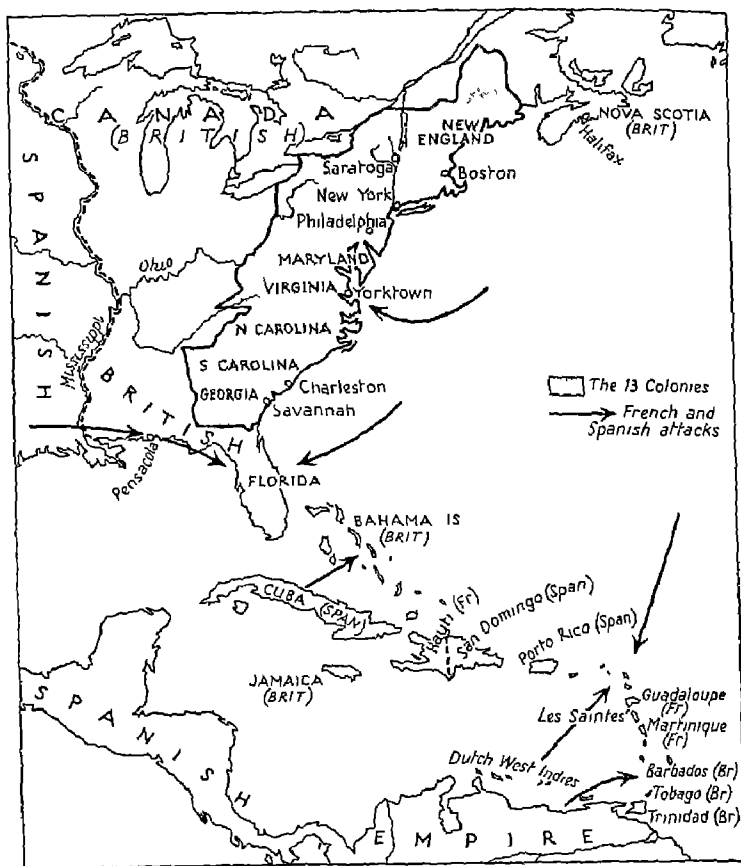 CANADA
(BRITISH)
NOVA SCOTIA
(BRIT)
Halifax
NEW
ENGLAND
Saratoga
Boston
New York
Philadelphia
MARYLAND
Ohio
VIRGINIA
Yorktown
N CAROLINA
S CAROLINA
GEORGIA
Charleston
Savannah
SPANISH
Mississippi
BRITISH
The 13 Colonies
French and
Spanish attacks
Pensacola
FLORIDA
BAHAMA IS
(BRIT)
CUBA (SPAN)
Hayti (Fr)
San Domingo (Span)
Porto Rico (Span)
JAMAICA
(BRIT)
Guadaloupe
(Fr)
Les Saintes
Martinique
(Fr)
Dutch West Indies
Barbados (Br)
Tobago (Br)
Trinidad (Br)
SPANISH
EMPIRE